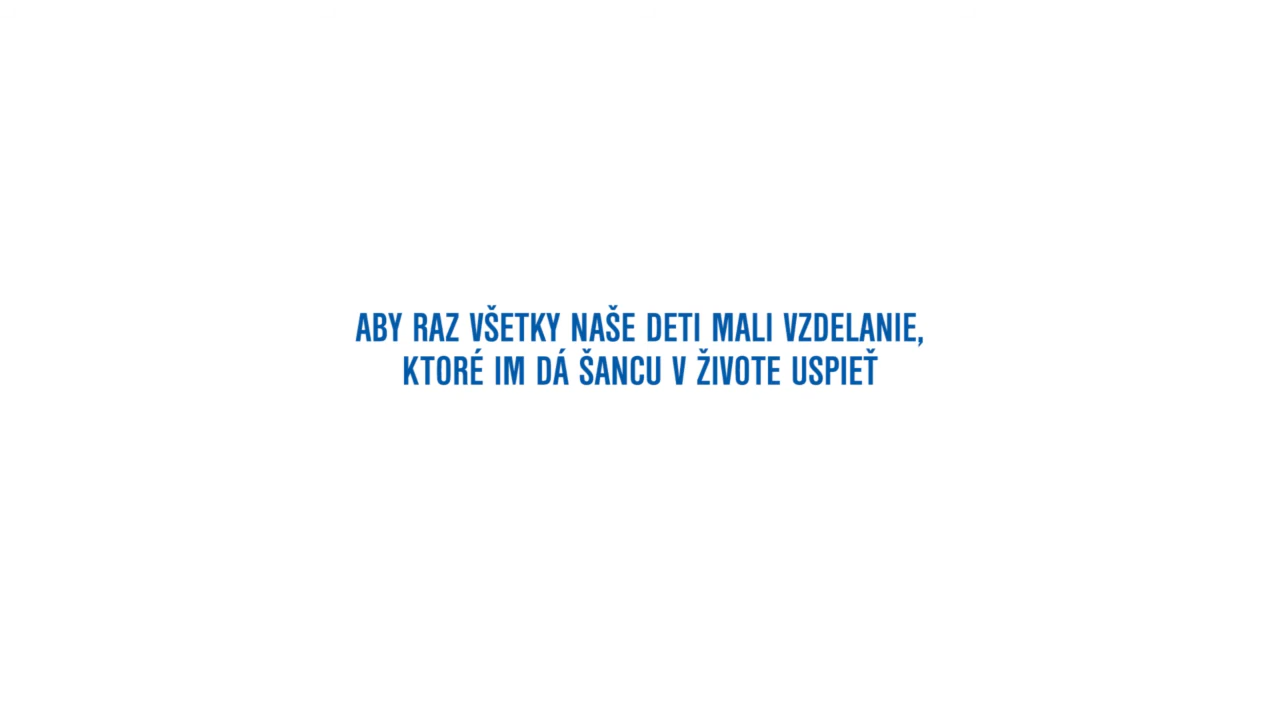 ABY RAZ VŠETKY NAŠE DETI MALI VZDELANIE,
KTORÉ IM DÁ ŠANCU V ŽIVOTE USPIEŤ